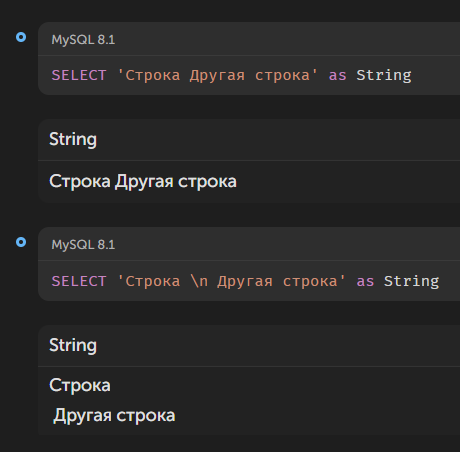 MySQL 8.1
SELECT 'Строка Другая строка' as String
String
Строка Другая строка
MySQL 8.1
SELECT 'Строка \n Другая строка' as String
String
Строка
Другая строка